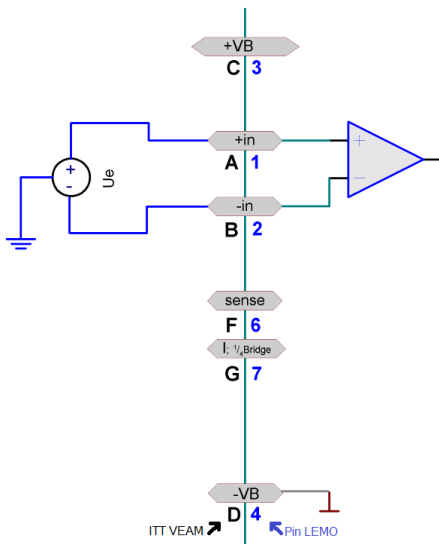 +VB
C 3
+in
+
A 1
+
-
Ue
−
-in
B 2
sense
F 6
I; 1/4Bridge
G 7
-VB
D 4
ITT VEAM
Pin LEMO